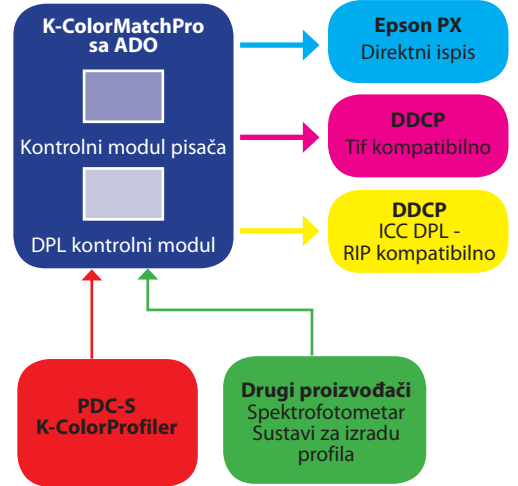 K-ColorMatchPro
sa ADO
Kontrolni modul pisača
DPL kontrolni modul
Epson PX
Direktni ispis
DDCP
Tif kompatibilno
DDCP
ICC DPL -
RIP kompatibilno
PDC-S
K-ColorProfiler
Drugi proizvođači
Spektrofotometar
Sustavi za izradu
profila